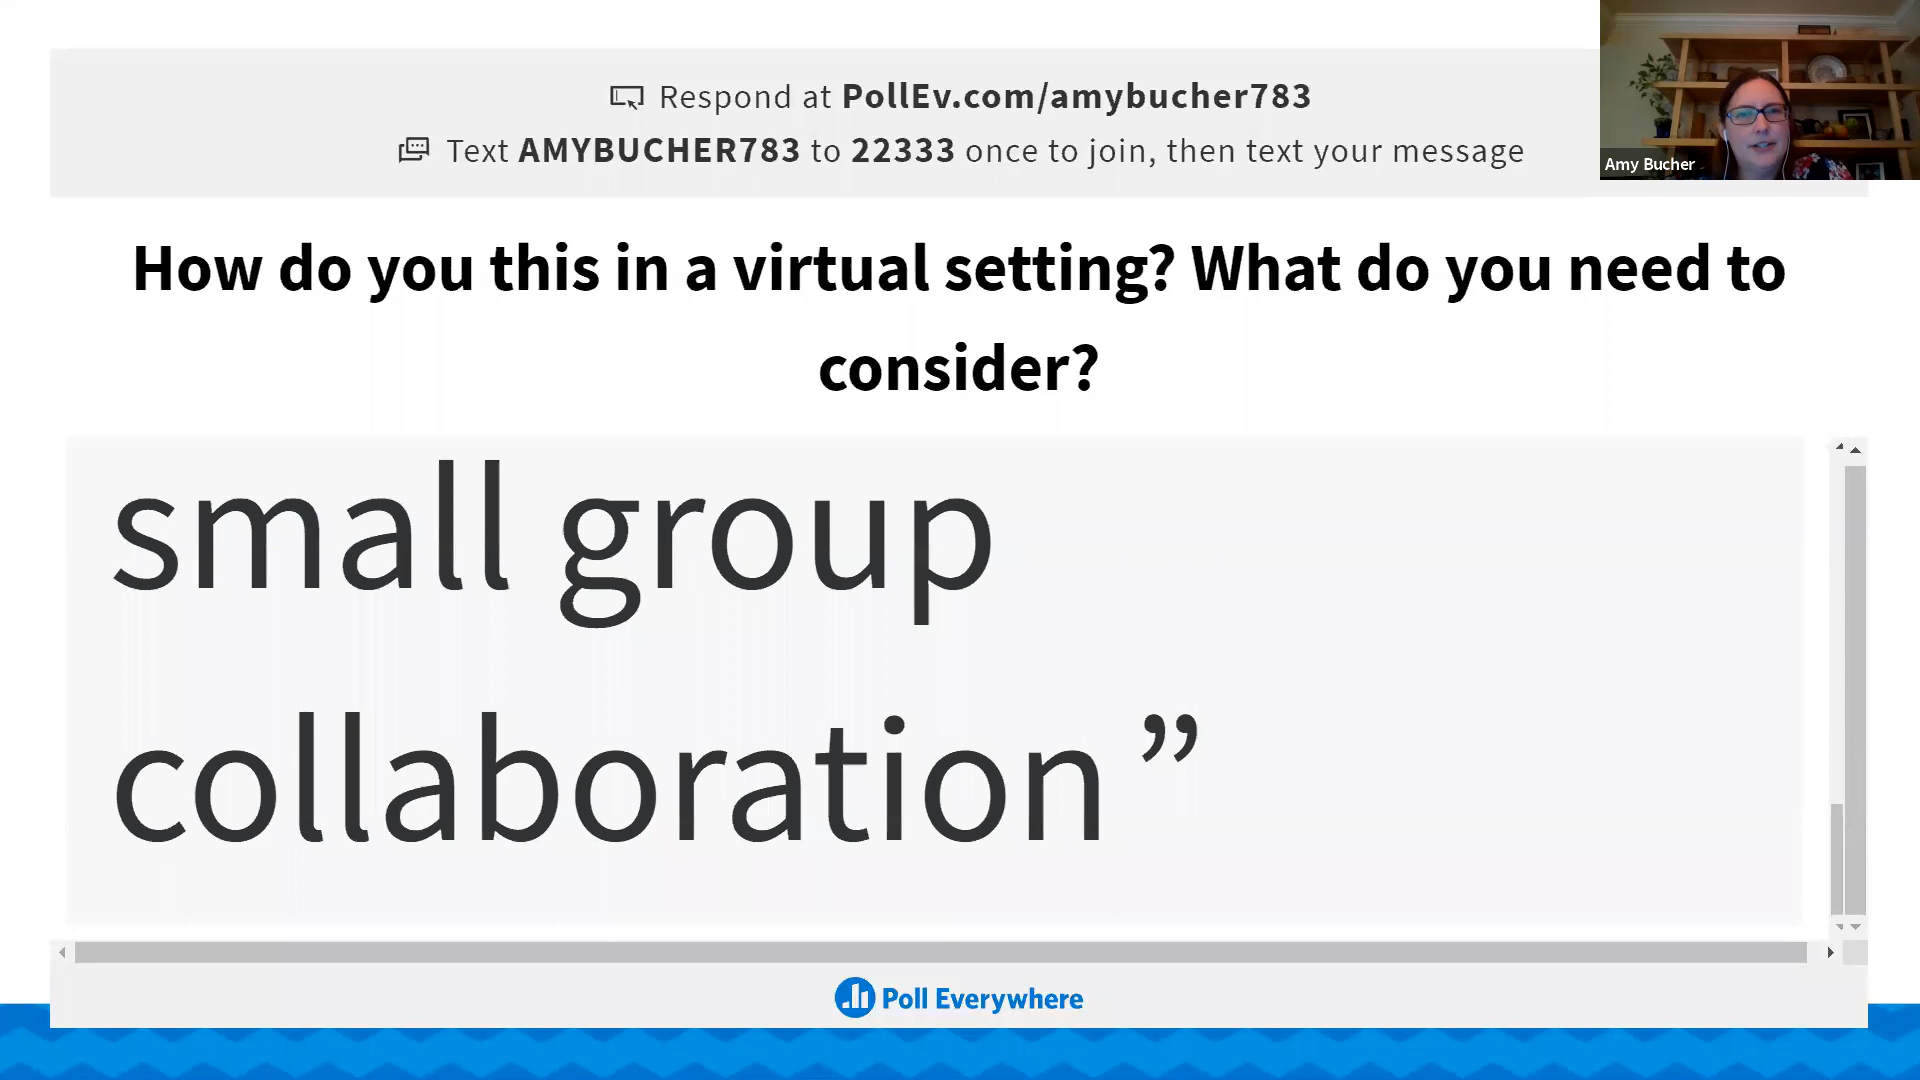 Respond at PollEv.com/amybucher783
Text AMYBUCHER783 to 22333 once to join, then text your message
Amy Bucher
How do you this in a virtual setting? What do you need to
consider?
small group
collaboration ”
Poll Everywhere